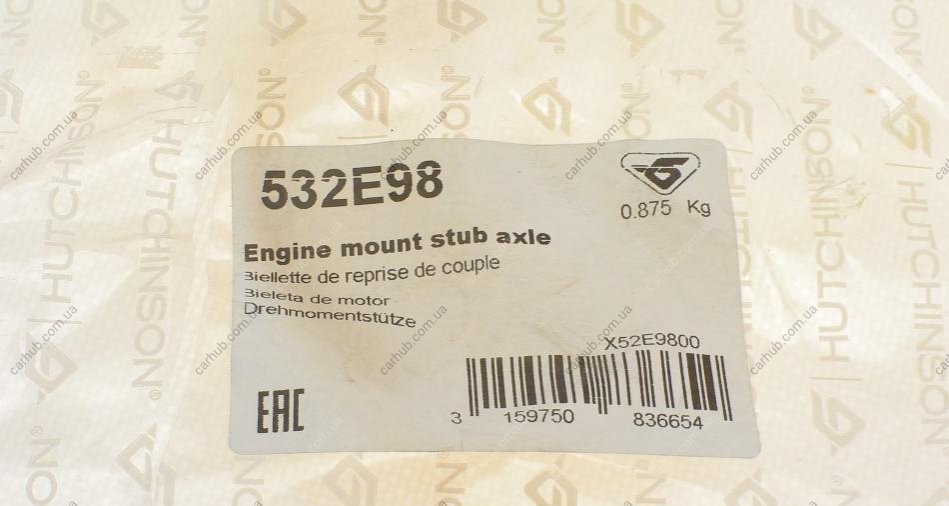 532E98
0.875 Kg
Engine mount stub axle
Biellette de reprise de couple
Bieleta de motor
Drehmomentstütze
X52E9800
EAC
3 159750 836654
HUTCHINSON®
carhub.com.ua